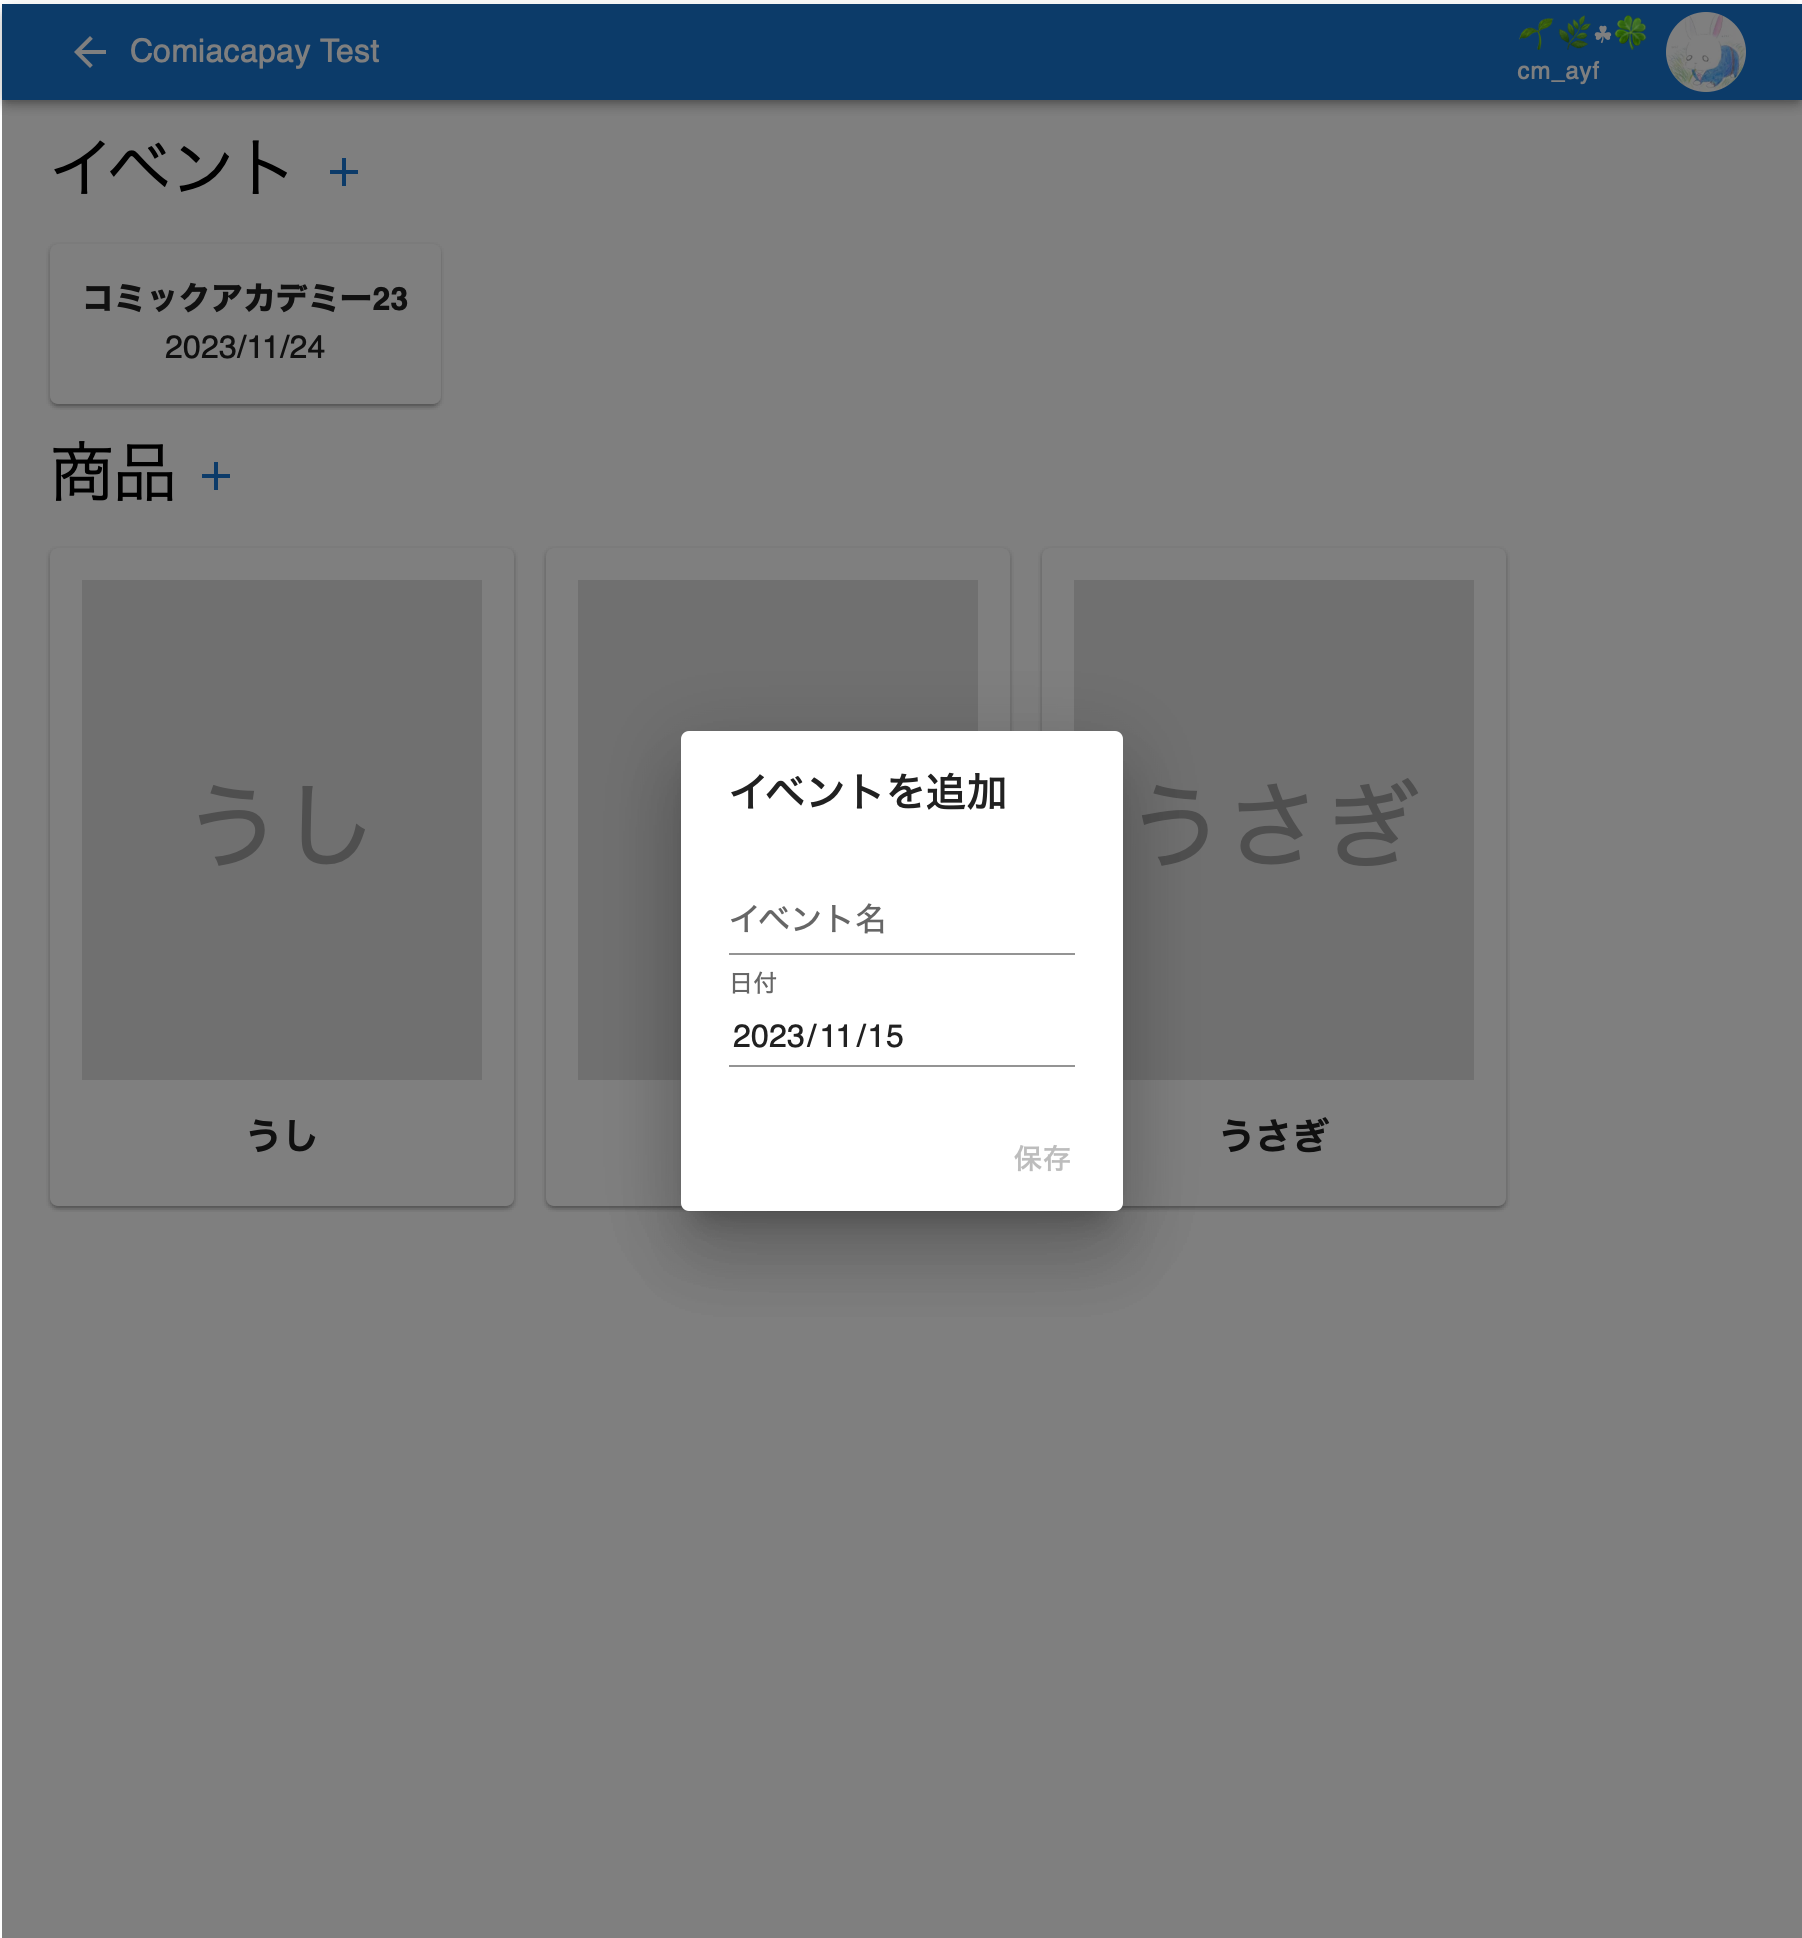 Comiacapay Test
🌱🌿☘🍀
cm_ayf
イベント +
コミックアカデミー23
2023/11/24
商品 +
うし
うさぎ
うし
うさぎ
イベントを追加
イベント名
日付
2023/11/15
保存